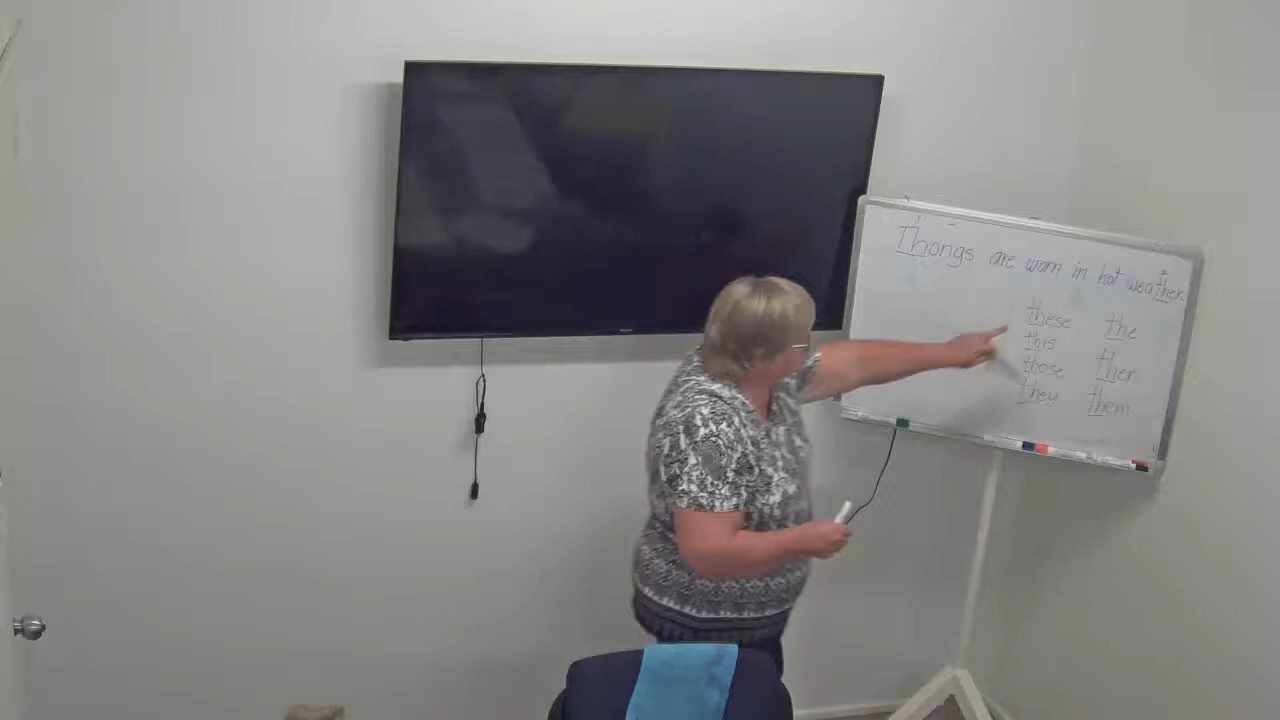 Thongs are worn in hot weather.
these the
this
those ther
they them